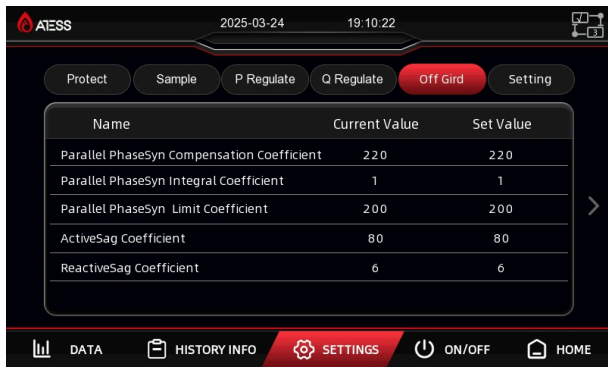 ATESS 2025-03-24 19:10:22
3
Protect Sample P Regulate Q Regulate Off Gird Setting
Name Current Value Set Value
Parallel PhaseSyn Compensation Coefficient 220 220
Parallel PhaseSyn Integral Coefficient 1 1
Parallel PhaseSyn Limit Coefficient 200 200
ActiveSag Coefficient 80 80
ReactiveSag Coefficient 6 6
DATA HISTORY INFO SETTINGS ON/OFF HOME